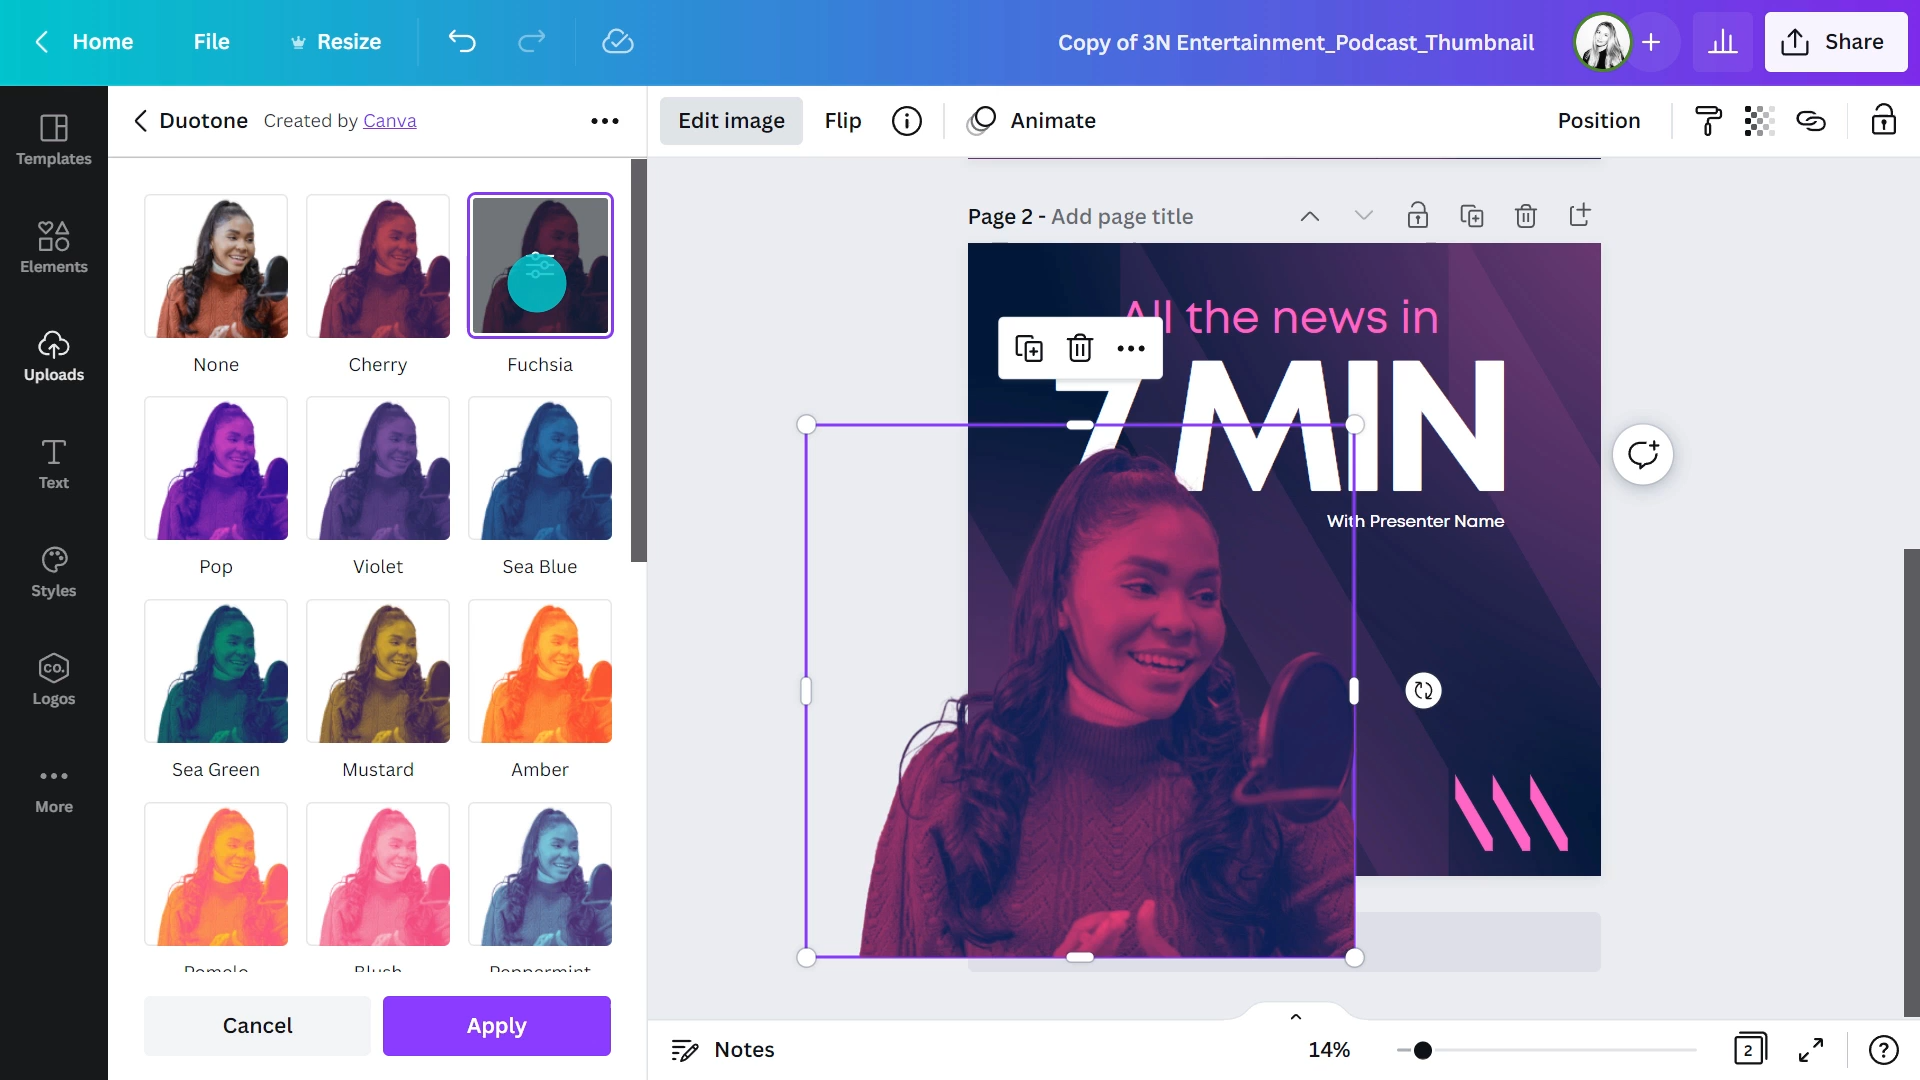 Home
File
Resize
Copy of 3N Entertainment_Podcast_Thumbnail
Share
Duotone Created by Canva
Edit image
Flip
Animate
Position
Templates
Elements
Uploads
Text
Styles
CO.
Logos
More
None
Cherry
Fuchsia
Pop
Violet
Sea Blue
Sea Green
Mustard
Amber
Pomelo
Blush
Peppermint
Cancel
Apply
Page 2 - Add page title
All the news in
7 MIN
With Presenter Name
Notes
14%
2